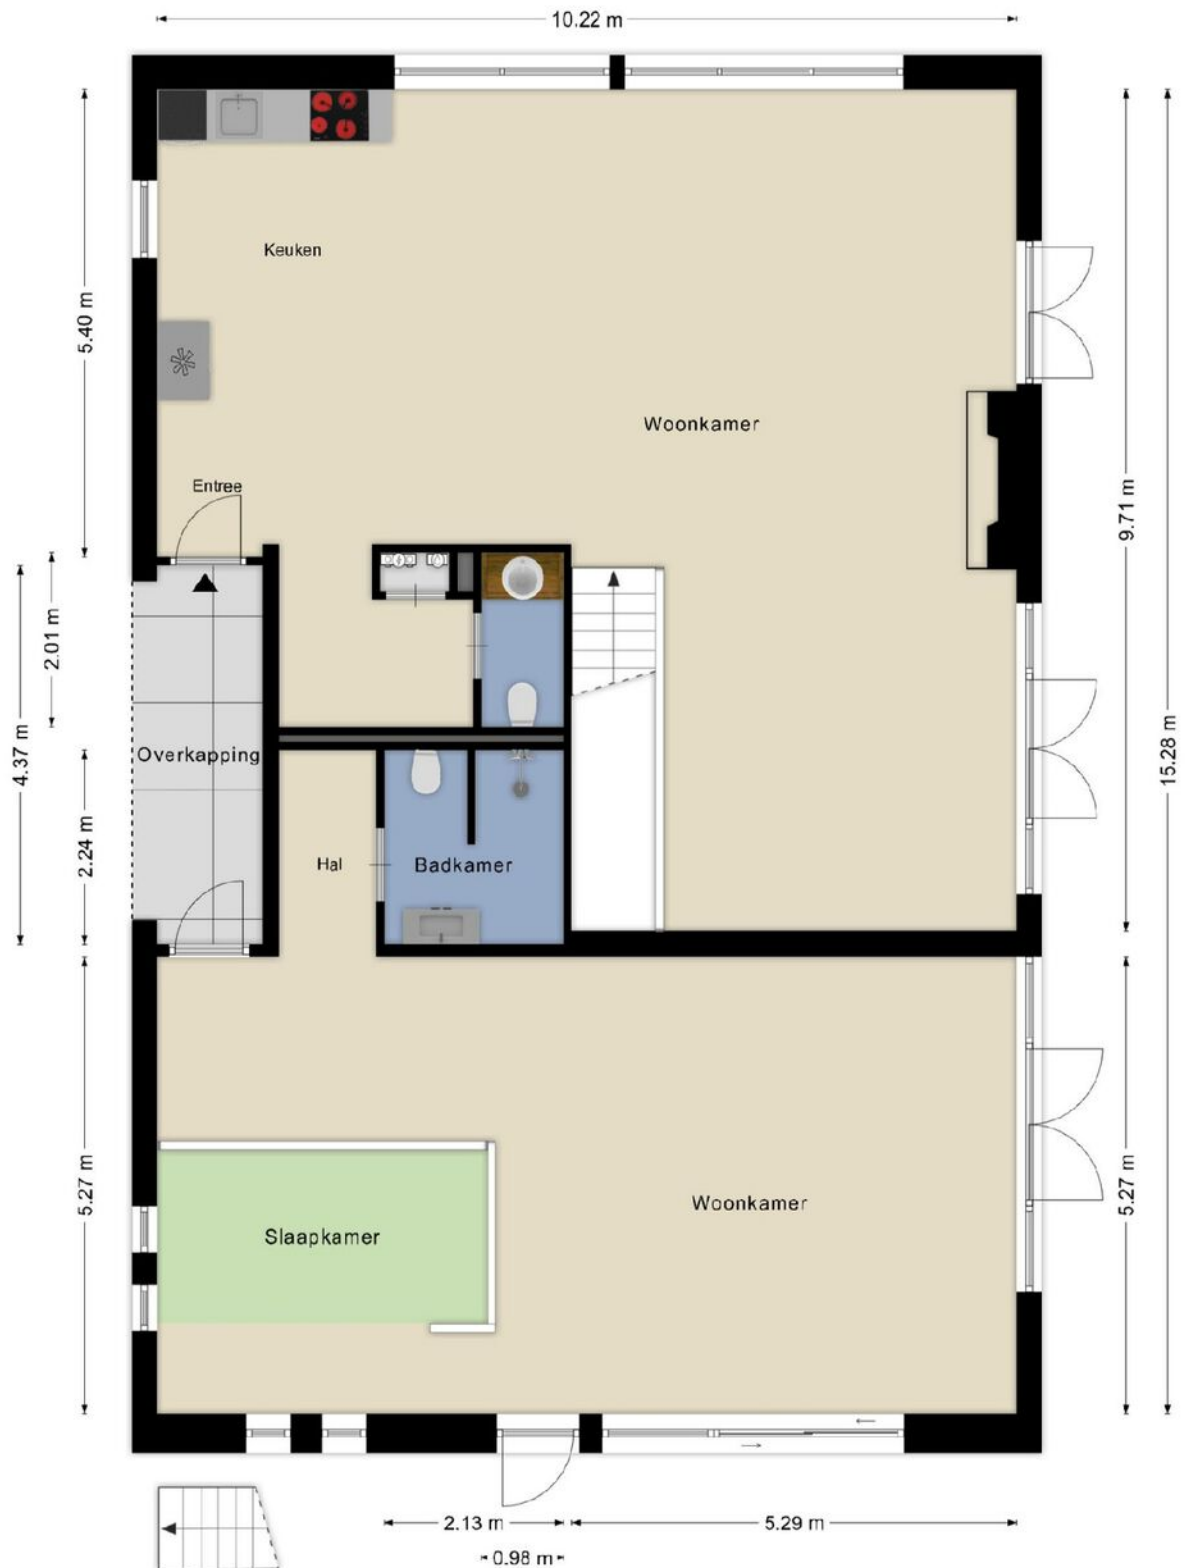 10.22 m
Keuken
5.40 m
Woonkamer
Entree
9.71 m
2.01 m
4.37 m
Overkapping
15.28 m
2.24 m
Hal
Badkamer
5.27 m
Woonkamer
5.27 m
Slaapkamer
2.13 m
5.29 m
0.98 m